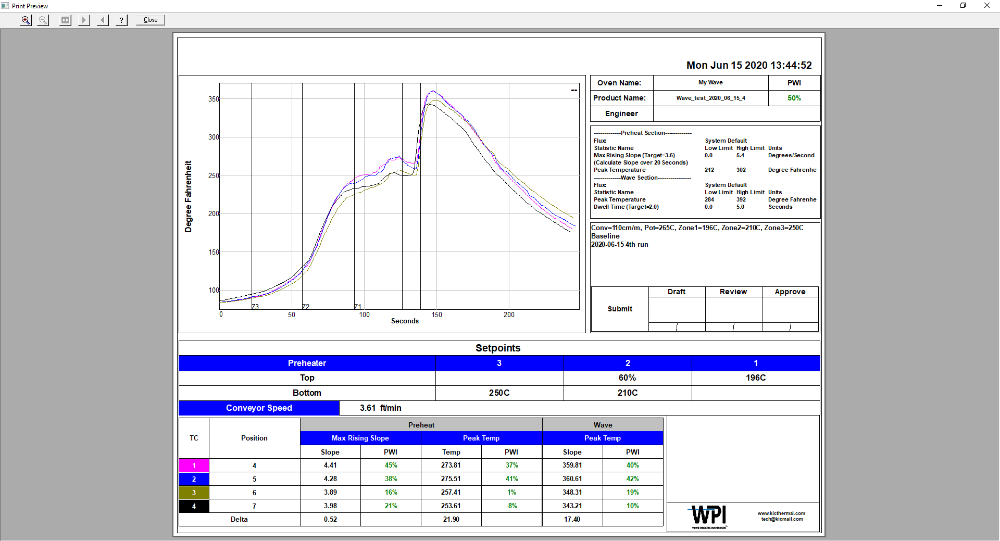 Print Preview
? Close
Mon Jun 15 2020 13:44:52
Degree Fahrenheit
350
300
250
200
150
100
Z3 Z2 Z1
0 50 100 150 200
Seconds
--
Oven Name: My Wave PWI
Product Name: Wave_test_2020_06_15_4 50%
Engineer
-------------Preheat Section-------------
Flux: System Default
Statistic Name Low Limit High Limit Units
Max Rising Slope (Target=3.6) 0.0 5.4 Degrees/Second
(Calculate Slope over 20 Seconds)
Peak Temperature 212 302 Degree Fahrenhe
-------------Wave Section----------------
Flux: System Default
Statistic Name Low Limit High Limit Units
Peak Temperature 284 392 Degree Fahrenhe
Dwell Time (Target=2.0) 0.0 5.0 Seconds
Conv=110cm/m, Pot=265C, Zone1=196C, Zone2=210C, Zone3=250C
Baseline
2020-06-15 4th run
Submit Draft Review Approve
/ / /
Setpoints
Preheater 3 2 1
Top 60% 196C
Bottom 250C 210C
Conveyor Speed 3.61 ft/min
TC Position Preheat Wave
Max Rising Slope Peak Temp Peak Temp
Slope PWI Temp PWI Slope PWI
1 4 4.41 45% 273.81 37% 359.81 40%
2 5 4.28 38% 275.51 41% 360.61 42%
3 6 3.89 16% 257.41 1% 348.31 19%
4 7 3.98 21% 253.61 -8% 343.21 10%
Delta 0.52 21.90 17.40
WPI
WAVE PROCESS INSPECTION
www.kicthermal.com
tech@kicmail.com